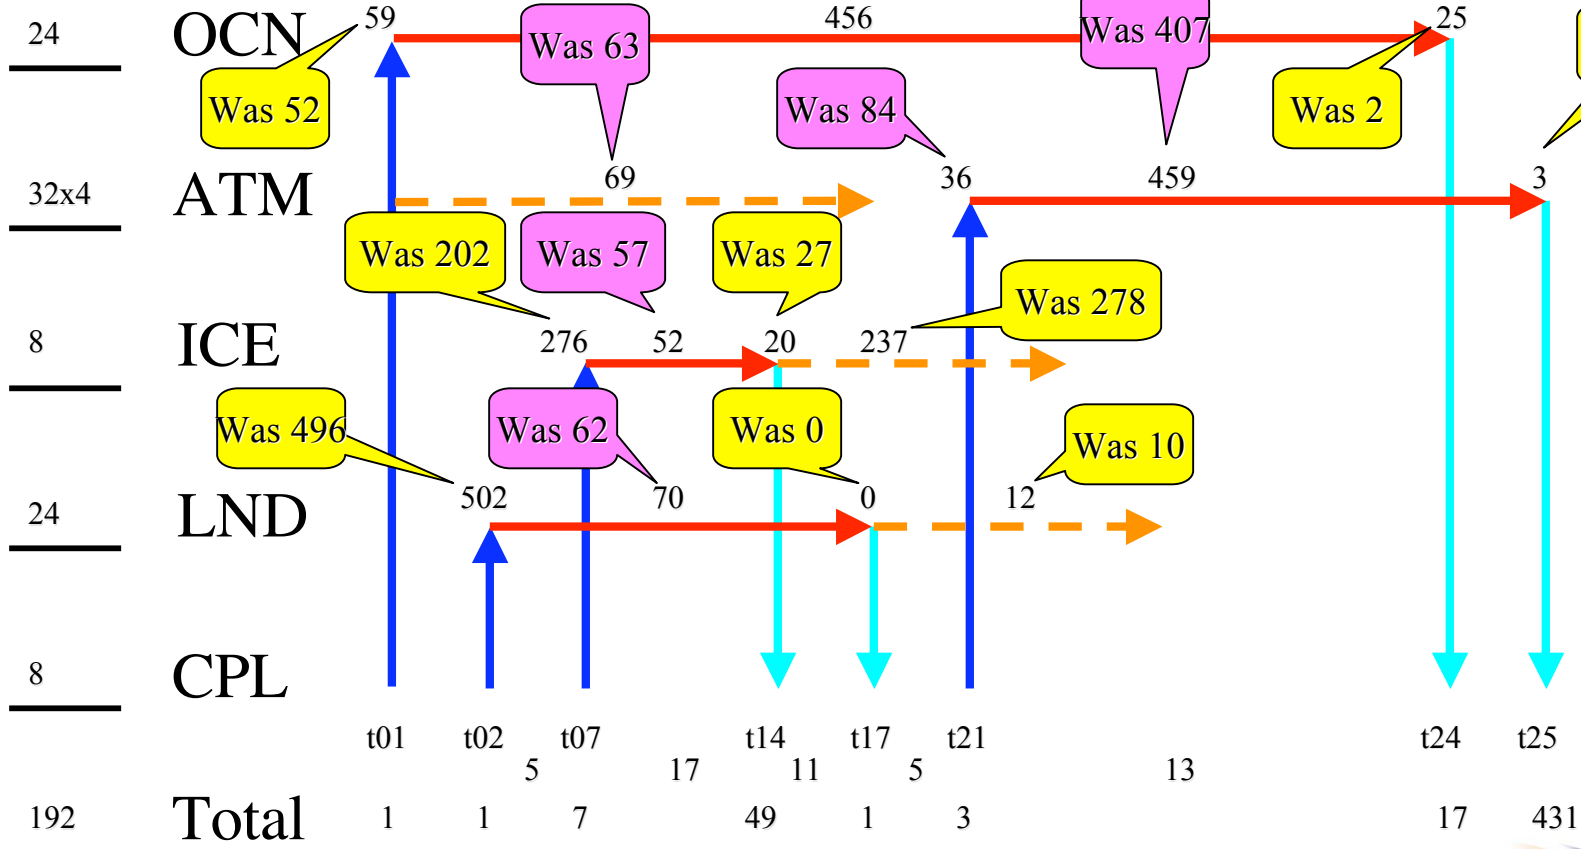 24 OCN 59 456 25
Was 63
Was 407
Was 52
Was 84
Was 2
32x4 ATM 69 36 459 3
Was 202
Was 57
Was 27
Was 278
8 ICE 276 52 20 237
Was 496
Was 62
Was 0
Was 10
24 LND 502 70 0 12
8 CPL
t01 t02 t07 t14 t17 t21 t24 t25
5 17 11 5 13
192 Total 1 1 7 49 1 3 17 431